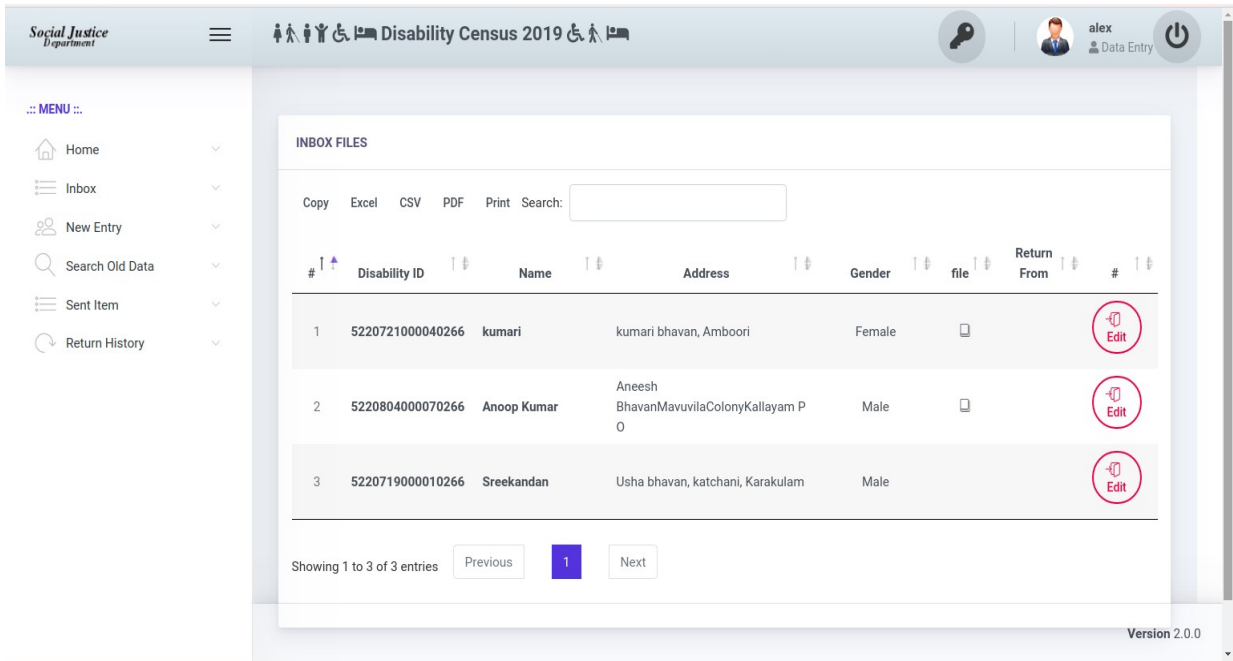 Social Justice
Department
Disability Census 2019
alex
Data Entry
.:: MENU ::.
Home
Inbox
New Entry
Search Old Data
Sent Item
Return History
INBOX FILES
Copy Excel CSV PDF Print Search:
# Disability ID Name Address Gender file Return From #
1 5220721000040266 kumari kumari bhavan, Amboori Female Edit
2 5220804000070266 Anoop Kumar Aneesh
BhavanMavuvilaColonyKallayam P
O Male Edit
3 5220719000010266 Sreekandan Usha bhavan, katchani, Karakulam Male Edit
Showing 1 to 3 of 3 entries Previous 1 Next
Version 2.0.0